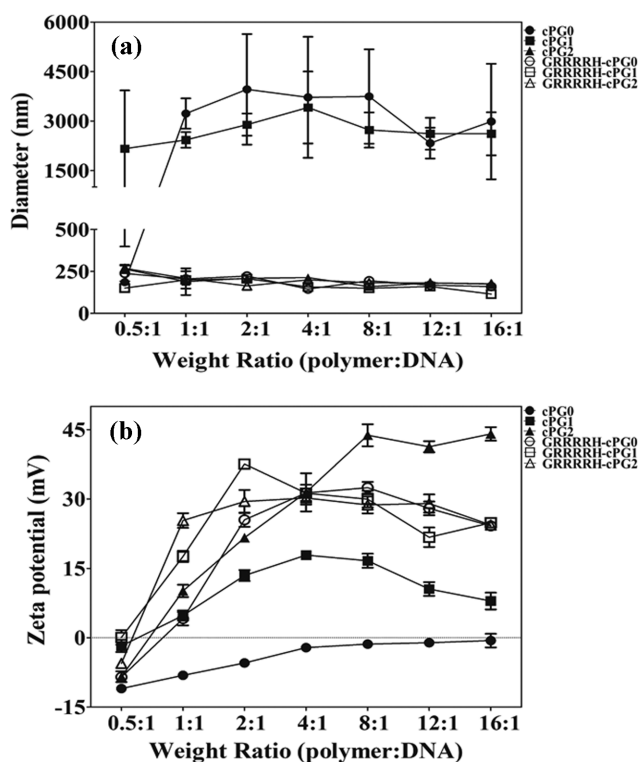 (a)
6000
4500
3000
1500
500
250
0
Diameter (nm)
0.5:1 1:1 2:1 4:1 8:1 12:1 16:1
Weight Ratio (polymer:DNA)
cPG0
cPG1
cPG2
GRRRRH-cPG0
GRRRRH-cPG1
GRRRRH-cPG2
(b)
45
30
15
0
-15
Zeta potential (mV)
0.5:1 1:1 2:1 4:1 8:1 12:1 16:1
Weight Ratio (polymer:DNA)
cPG0
cPG1
cPG2
GRRRRH-cPG0
GRRRRH-cPG1
GRRRRH-cPG2